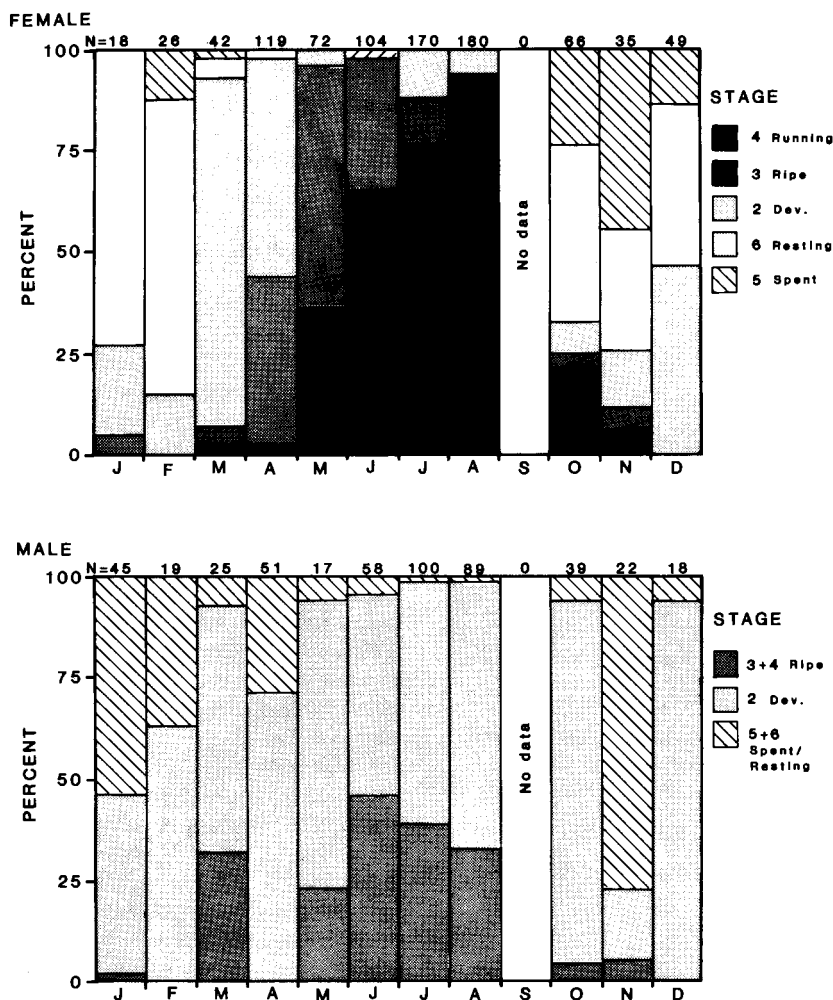 FEMALE
N=18 26 42 119 72 104 170 180 0 66 35 49
100
75
50
25
0
PERCENT
No data
J F M A M J J A S O N D
STAGE
4 Running
3 Ripe
2 Dev.
6 Resting
5 Spent
MALE
N=45 19 25 51 17 58 100 89 0 39 22 18
100
75
50
25
0
PERCENT
No data
J F M A M J J A S O N D
STAGE
3+4 Ripe
2 Dev.
5+6
Spent/
Resting